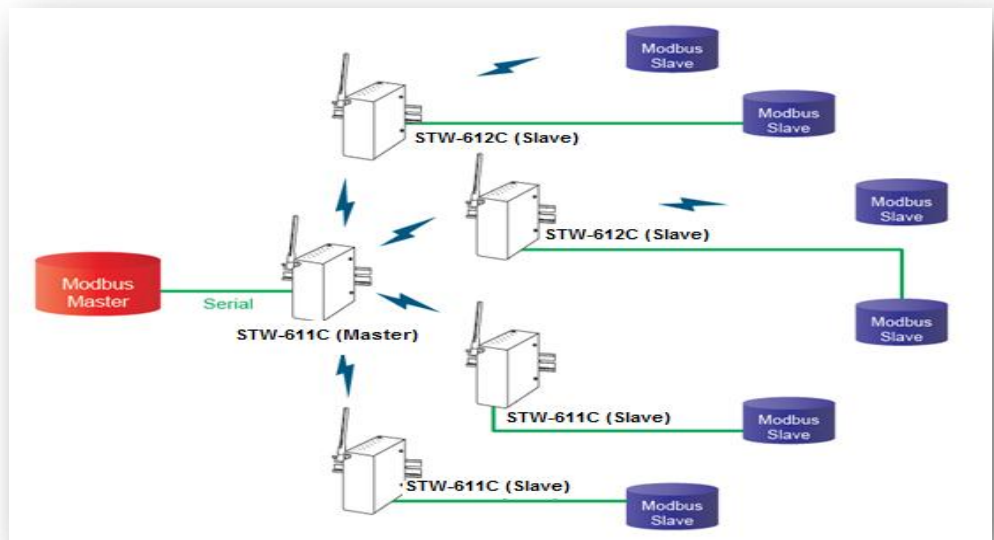 Modbus
Slave
Modbus
Slave
STW-612C (Slave)
Modbus
Slave
STW-612C (Slave)
Modbus
Master
Serial
Modbus
Slave
STW-611C (Master)
STW-611C (Slave)
Modbus
Slave
STW-611C (Slave)
Modbus
Slave